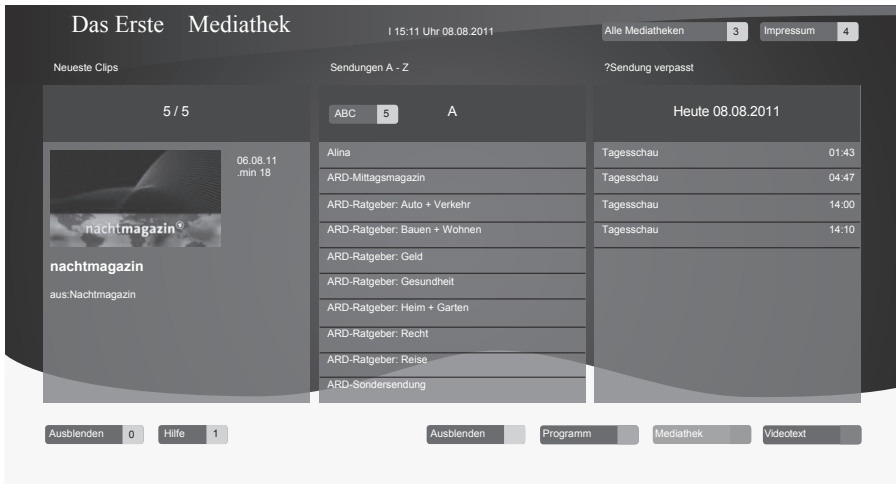 Das Erste Mediathek
I 15:11 Uhr 08.08.2011
Alle Mediatheken 3
Impressum 4
Neueste Clips
Sendungen A - Z
?Sendung verpasst
5 / 5
ABC 5
A
Heute 08.08.2011
nachtmagazin
06.08.11
.min 18
nachtmagazin
aus:Nachtmagazin
Alina
ARD-Mittagsmagazin
ARD-Ratgeber: Auto + Verkehr
ARD-Ratgeber: Bauen + Wohnen
ARD-Ratgeber: Geld
ARD-Ratgeber: Gesundheit
ARD-Ratgeber: Heim + Garten
ARD-Ratgeber: Recht
ARD-Ratgeber: Reise
ARD-Sondersendung
Tagesschau 01:43
Tagesschau 04:47
Tagesschau 14:00
Tagesschau 14:10
Ausblenden 0
Hilfe 1
Ausblenden
Programm
Mediathek
Videotext